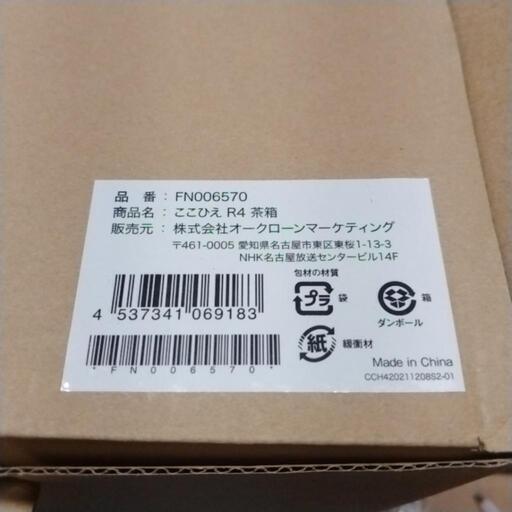 品 番：FN006570
商品名：ここひえ R4 茶箱
販売元：株式会社オークローンマーケティング
〒461-0005 愛知県名古屋市東区東桜1-13-3
NHK名古屋放送センタービル14F
包材の材質
プラ 袋
箱
ダンボール
紙 緩衝材
4 537341 069183
*FN006570*
Made in China
CCH420211208S2-01